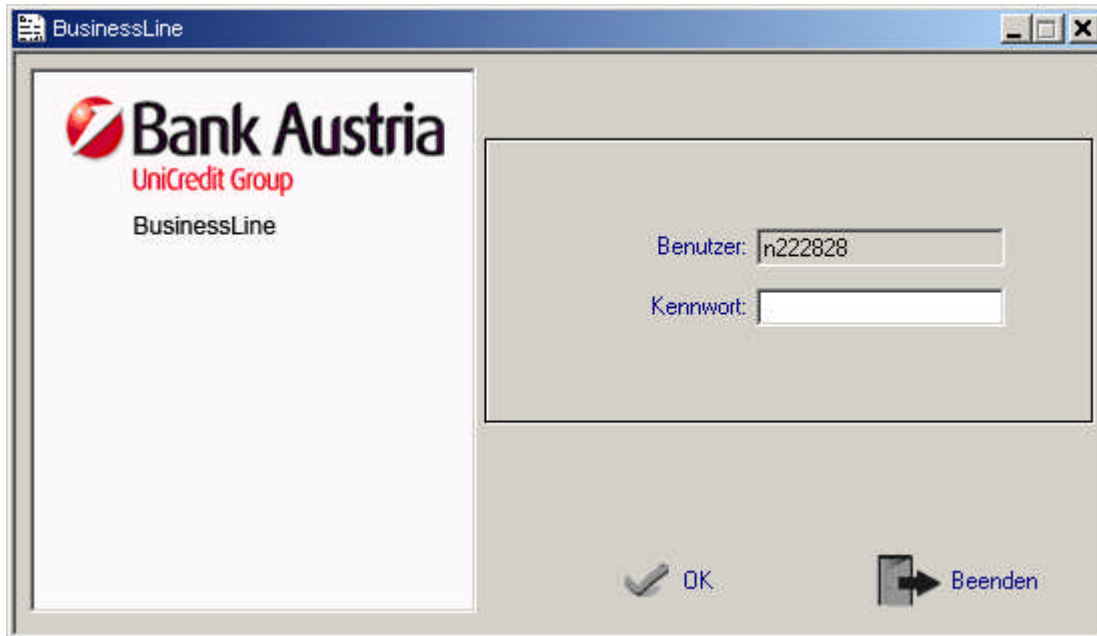 BusinessLine
Bank Austria
UniCredit Group
BusinessLine
Benutzer: n222828
Kennwort:
OK
Beenden